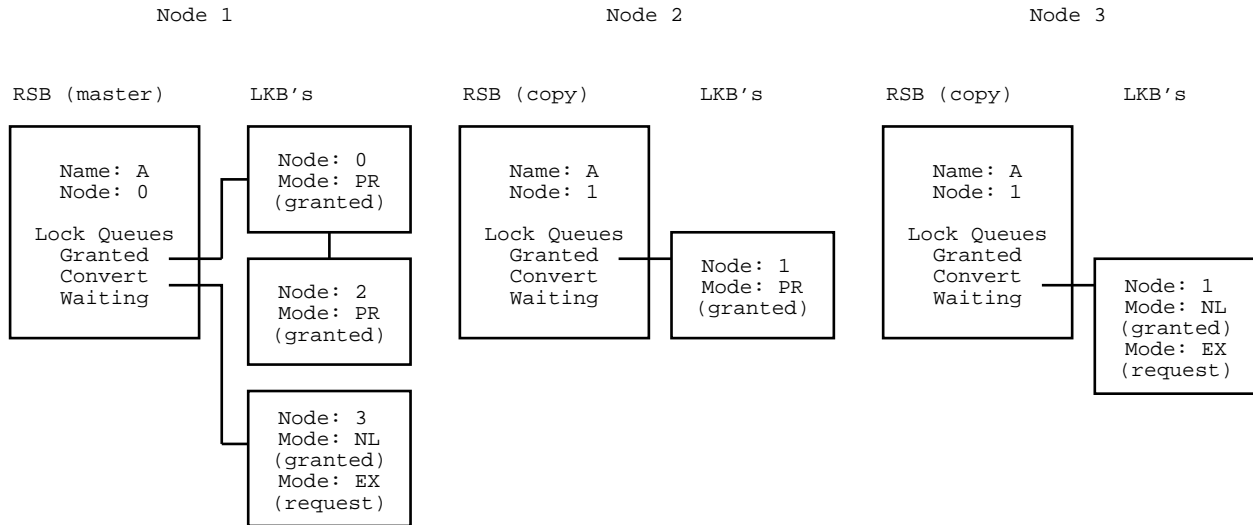 Node 1
Node 2
Node 3
RSB (master)
LKB's
RSB (copy)
LKB's
RSB (copy)
LKB's
Name: A
Node: 0
Lock Queues
Granted
Convert
Waiting
Node: 0
Mode: PR
(granted)
Node: 2
Mode: PR
(granted)
Node: 3
Mode: NL
(granted)
Mode: EX
(request)
Name: A
Node: 1
Lock Queues
Granted
Convert
Waiting
Node: 1
Mode: PR
(granted)
Name: A
Node: 1
Lock Queues
Granted
Convert
Waiting
Node: 1
Mode: NL
(granted)
Mode: EX
(request)